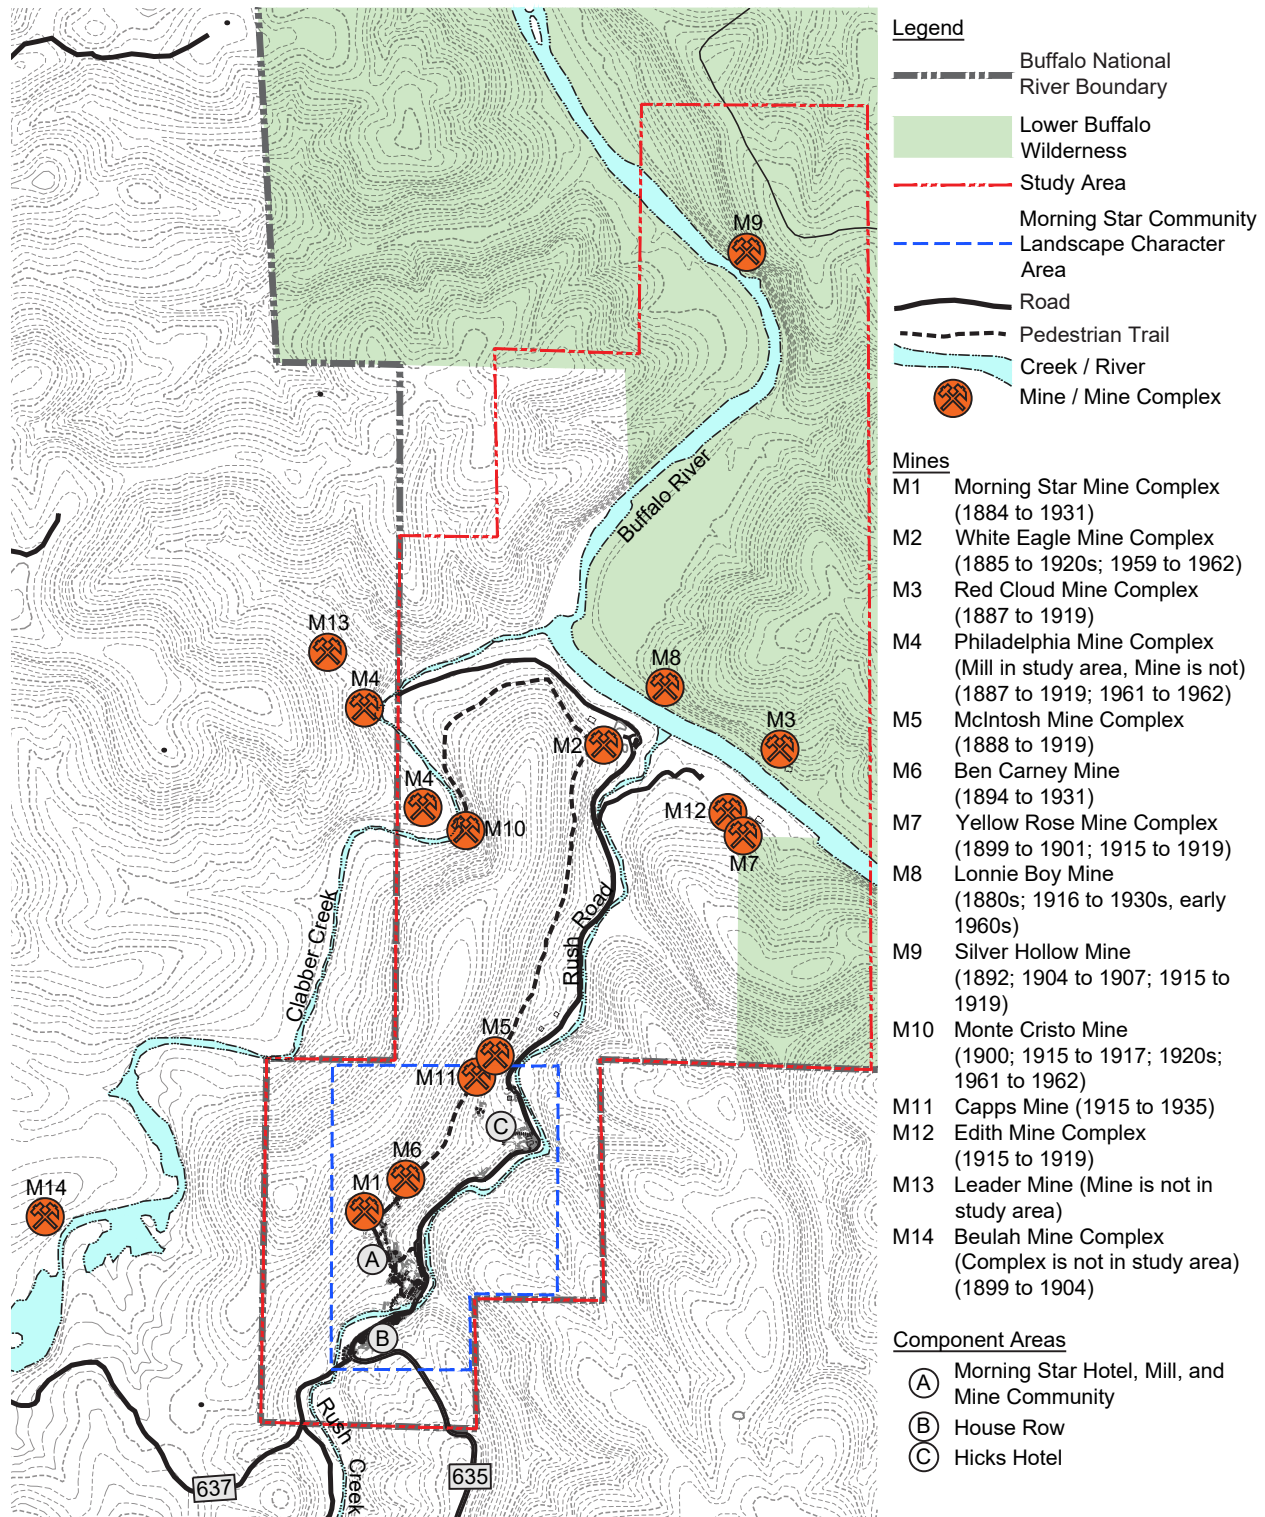 M9
Buffalo River
M13
M4
M8
M3
M2
M4
M10
M12
M7
Clabber Creek
Rush Road
M5
M11
C
M6
M1
M14
A
B
Rush Creek
637
635
Legend
Buffalo National
River Boundary
Lower Buffalo
Wilderness
Study Area
Morning Star Community
Landscape Character
Area
Road
Pedestrian Trail
Creek / River
Mine / Mine Complex
Mines
M1 Morning Star Mine Complex
(1884 to 1931)
M2 White Eagle Mine Complex
(1885 to 1920s; 1959 to 1962)
M3 Red Cloud Mine Complex
(1887 to 1919)
M4 Philadelphia Mine Complex
(Mill in study area, Mine is not)
(1887 to 1919; 1961 to 1962)
M5 McIntosh Mine Complex
(1888 to 1919)
M6 Ben Carney Mine
(1894 to 1931)
M7 Yellow Rose Mine Complex
(1899 to 1901; 1915 to 1919)
M8 Lonnie Boy Mine
(1880s; 1916 to 1930s, early
1960s)
M9 Silver Hollow Mine
(1892; 1904 to 1907; 1915 to
1919)
M10 Monte Cristo Mine
(1900; 1915 to 1917; 1920s;
1961 to 1962)
M11 Capps Mine (1915 to 1935)
M12 Edith Mine Complex
(1915 to 1919)
M13 Leader Mine (Mine is not in
study area)
M14 Beulah Mine Complex
(Complex is not in study area)
(1899 to 1904)
Component Areas
A Morning Star Hotel, Mill, and
Mine Community
B House Row
C Hicks Hotel